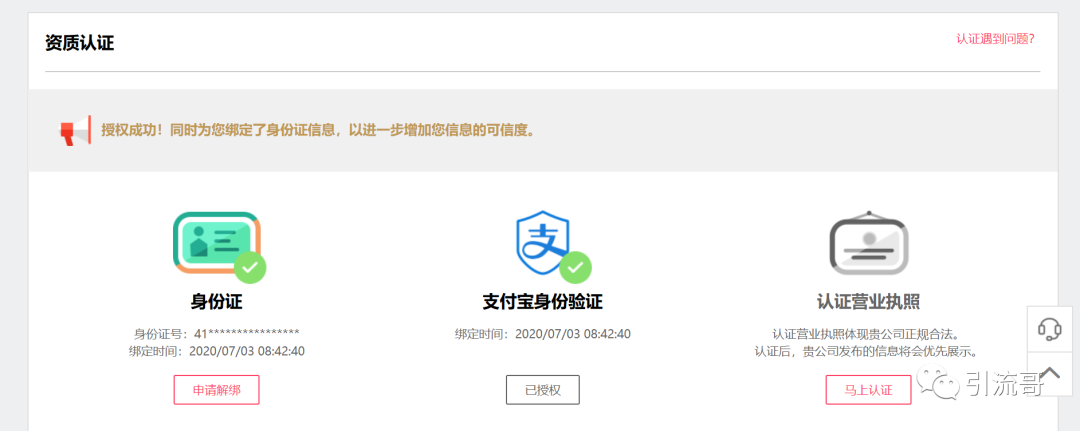 资质认证
认证遇到问题?
授权成功！同时为您绑定了身份证信息，以进一步增加您信息的可信度。
支
身份证
支付宝身份验证
认证营业执照
身份证号：41****************
绑定时间：2020/07/03 08:42:40
绑定时间：2020/07/03 08:42:40
认证营业执照体现贵公司正规合法。
认证后，贵公司发布的信息将会优先展示。
申请解绑
已授权
马上认证
引流哥